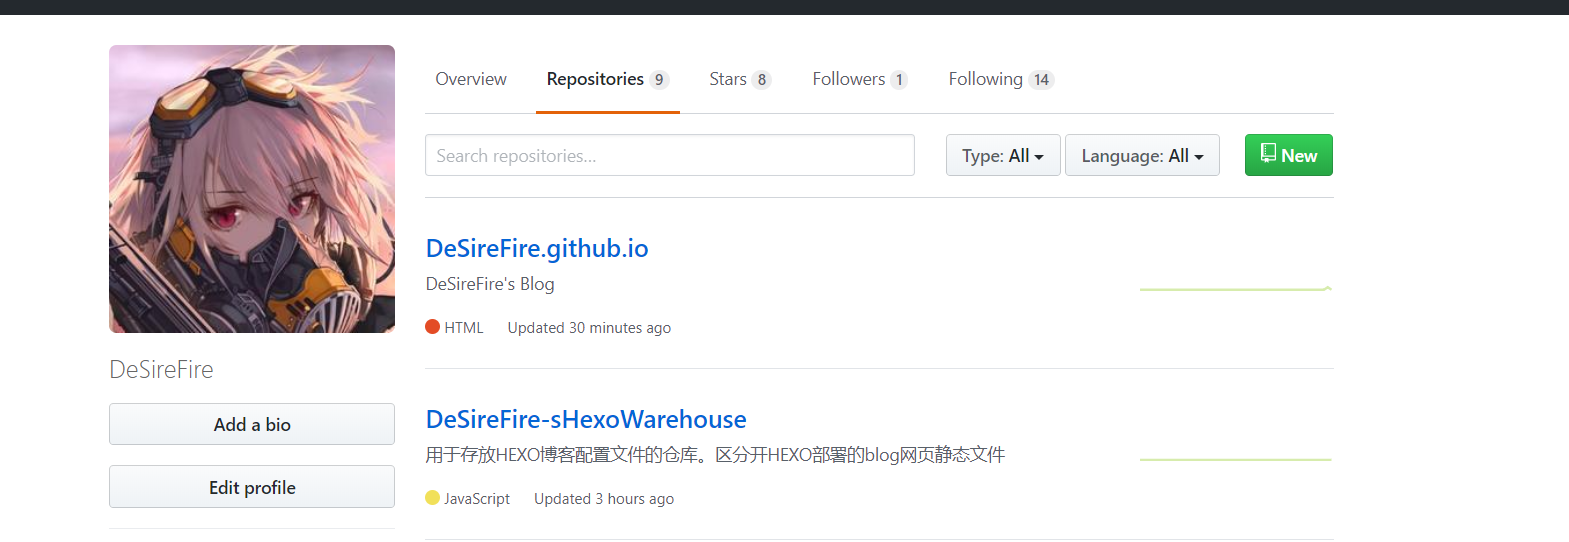 Overview Repositories 9 Stars 8 Followers 1 Following 14
Search repositories... Type: All Language: All New
DeSireFire.github.io
DeSireFire's Blog
HTML Updated 30 minutes ago
DeSireFire
Add a bio
Edit profile
DeSireFire-sHexoWarehouse
用于存放HEXO博客配置文件的仓库。区分开HEXO部署的blog网页静态文件
JavaScript Updated 3 hours ago